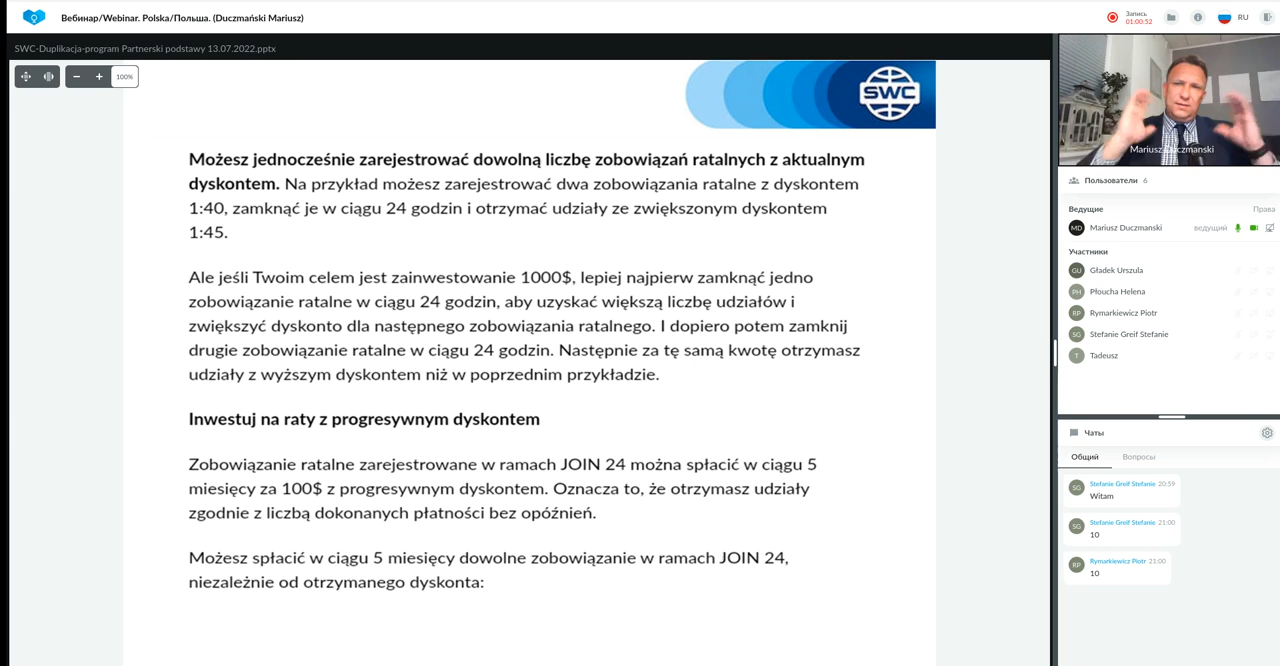 Вебинар/Webinar. Polska/Польша. (Duczmański Mariusz)
Запись
01:00:52
RU
SWC-Duplikacja-program Partnerski podstawy 13.07.2022.pptx
100%
SWC
Możesz jednocześnie zarejestrować dowolną liczbę zobowiązań ratalnych z aktualnym
dyskontem. Na przykład możesz zarejestrować dwa zobowiązania ratalne z dyskontem
1:40, zamknąć je w ciągu 24 godzin i otrzymać udziały ze zwiększonym dyskontem
1:45.
Ale jeśli Twoim celem jest zainwestowanie 1000$, lepiej najpierw zamknąć jedno
zobowiązanie ratalne w ciągu 24 godzin, aby uzyskać większą liczbę udziałów i
zwiększyć dyskonto dla następnego zobowiązania ratalnego. I dopiero potem zamknij
drugie zobowiązanie ratalne w ciągu 24 godzin. Następnie za tę samą kwotę otrzymasz
udziały z wyższym dyskontem niż w poprzednim przykładzie.
Inwestuj na raty z progresywnym dyskontem
Zobowiązanie ratalne zarejestrowane w ramach JOIN 24 można spłacić w ciągu 5
miesięcy za 100$ z progresywnym dyskontem. Oznacza to, że otrzymasz udziały
zgodnie z liczbą dokonanych płatności bez opóźnień.
Możesz spłacić w ciągu 5 miesięcy dowolne zobowiązanie w ramach JOIN 24,
niezależnie od otrzymanego dyskonta:
Mariusz Duczmanski
Пользователи 6
Ведущие Права
MD Mariusz Duczmanski ведущий
Участники
GU Gładek Urszula
PH Płoucha Helena
RP Rymarkiewicz Piotr
SG Stefanie Greif Stefanie
T Tadeusz
Чаты
Общий Вопросы
SG Stefanie Greif Stefanie 20:59
Witam
SG Stefanie Greif Stefanie 21:00
10
RP Rymarkiewicz Piotr 21:00
10